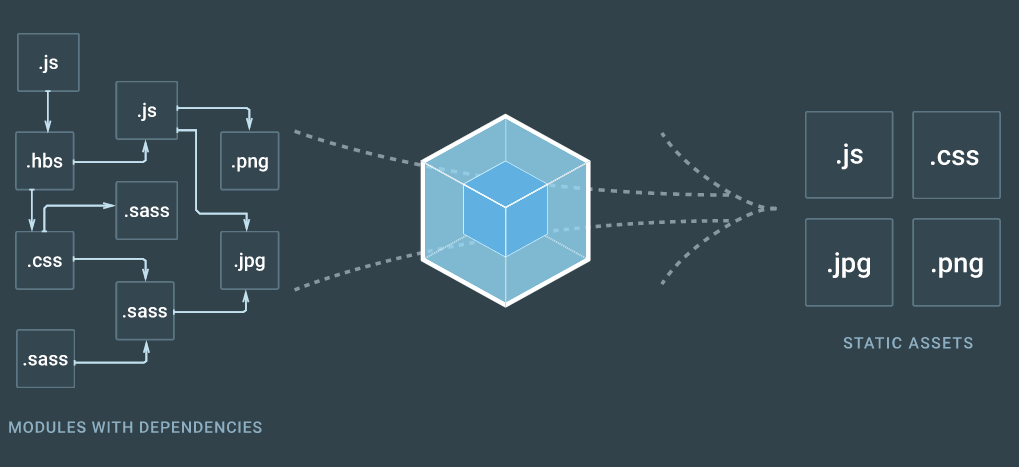 .js
.js
.hbs
.png
.sass
.css
.jpg
.sass
.sass
MODULES WITH DEPENDENCIES
.js
.css
.jpg
.png
STATIC ASSETS